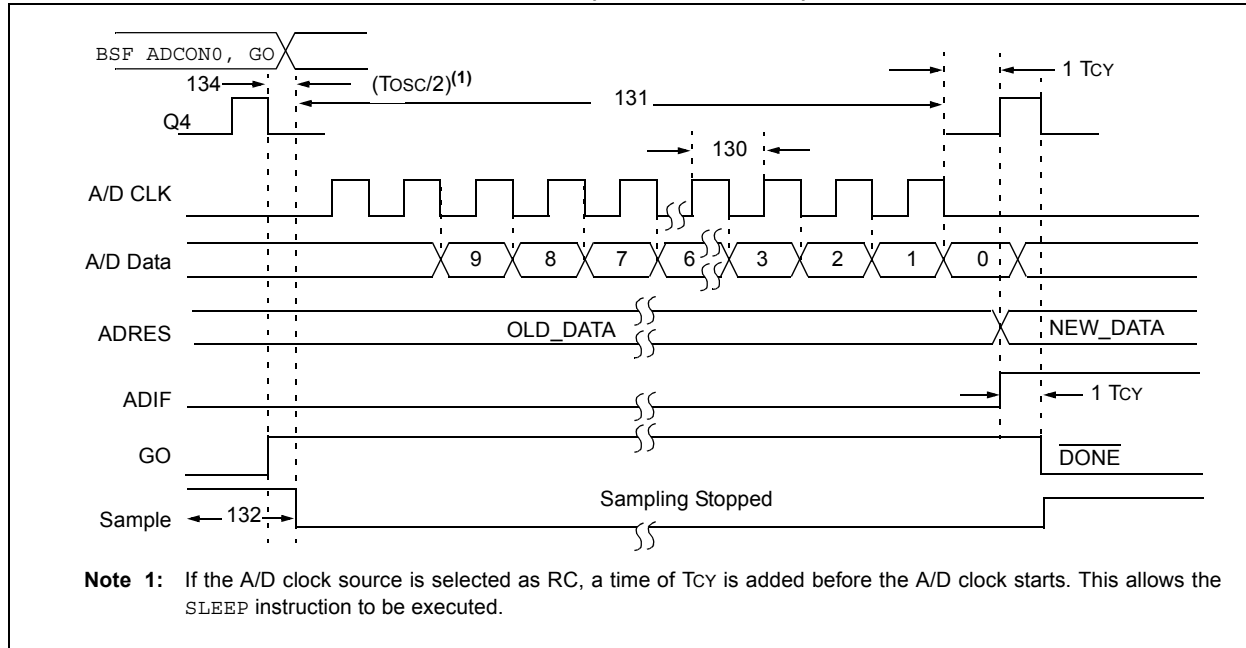 BSF ADCON0, GO
134 (TOSC/2)(1) 131 1 TCY
Q4
130
A/D CLK
A/D Data 9 8 7 6 3 2 1 0
ADRES OLD_DATA NEW_DATA
ADIF 1 TCY
GO DONE
Sampling Stopped
Sample 132
Note 1: If the A/D clock source is selected as RC, a time of TCY is added before the A/D clock starts. This allows the
SLEEP instruction to be executed.